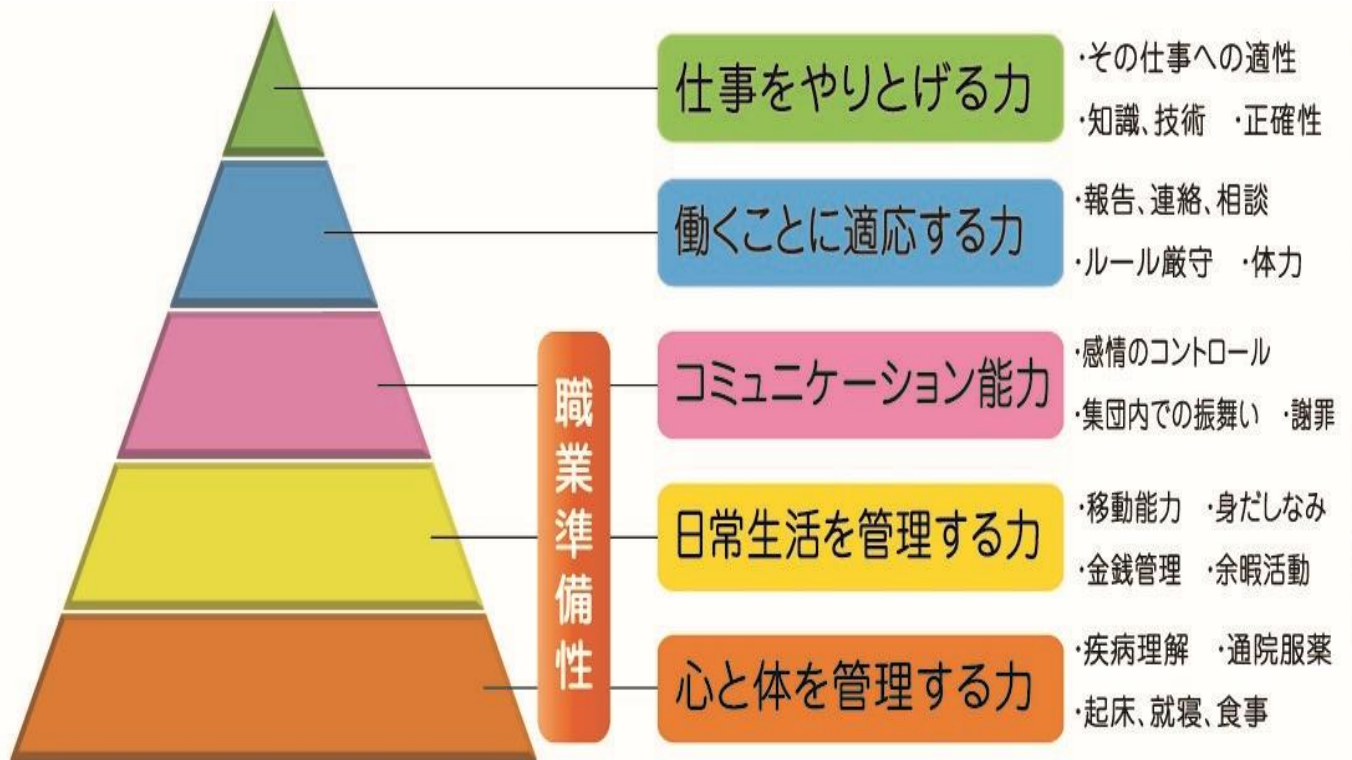 仕事をやりとげる力
・その仕事への適性
・知識、技術　・正確性
働くことに適応する力
・報告、連絡、相談
・ルール厳守　・体力
職業準備性
コミュニケーション能力
・感情のコントロール
・集団内での振舞い　・謝罪
日常生活を管理する力
・移動能力　・身だしなみ
・金銭管理　・余暇活動
心と体を管理する力
・疾病理解　・通院服薬
・起床、就寝、食事